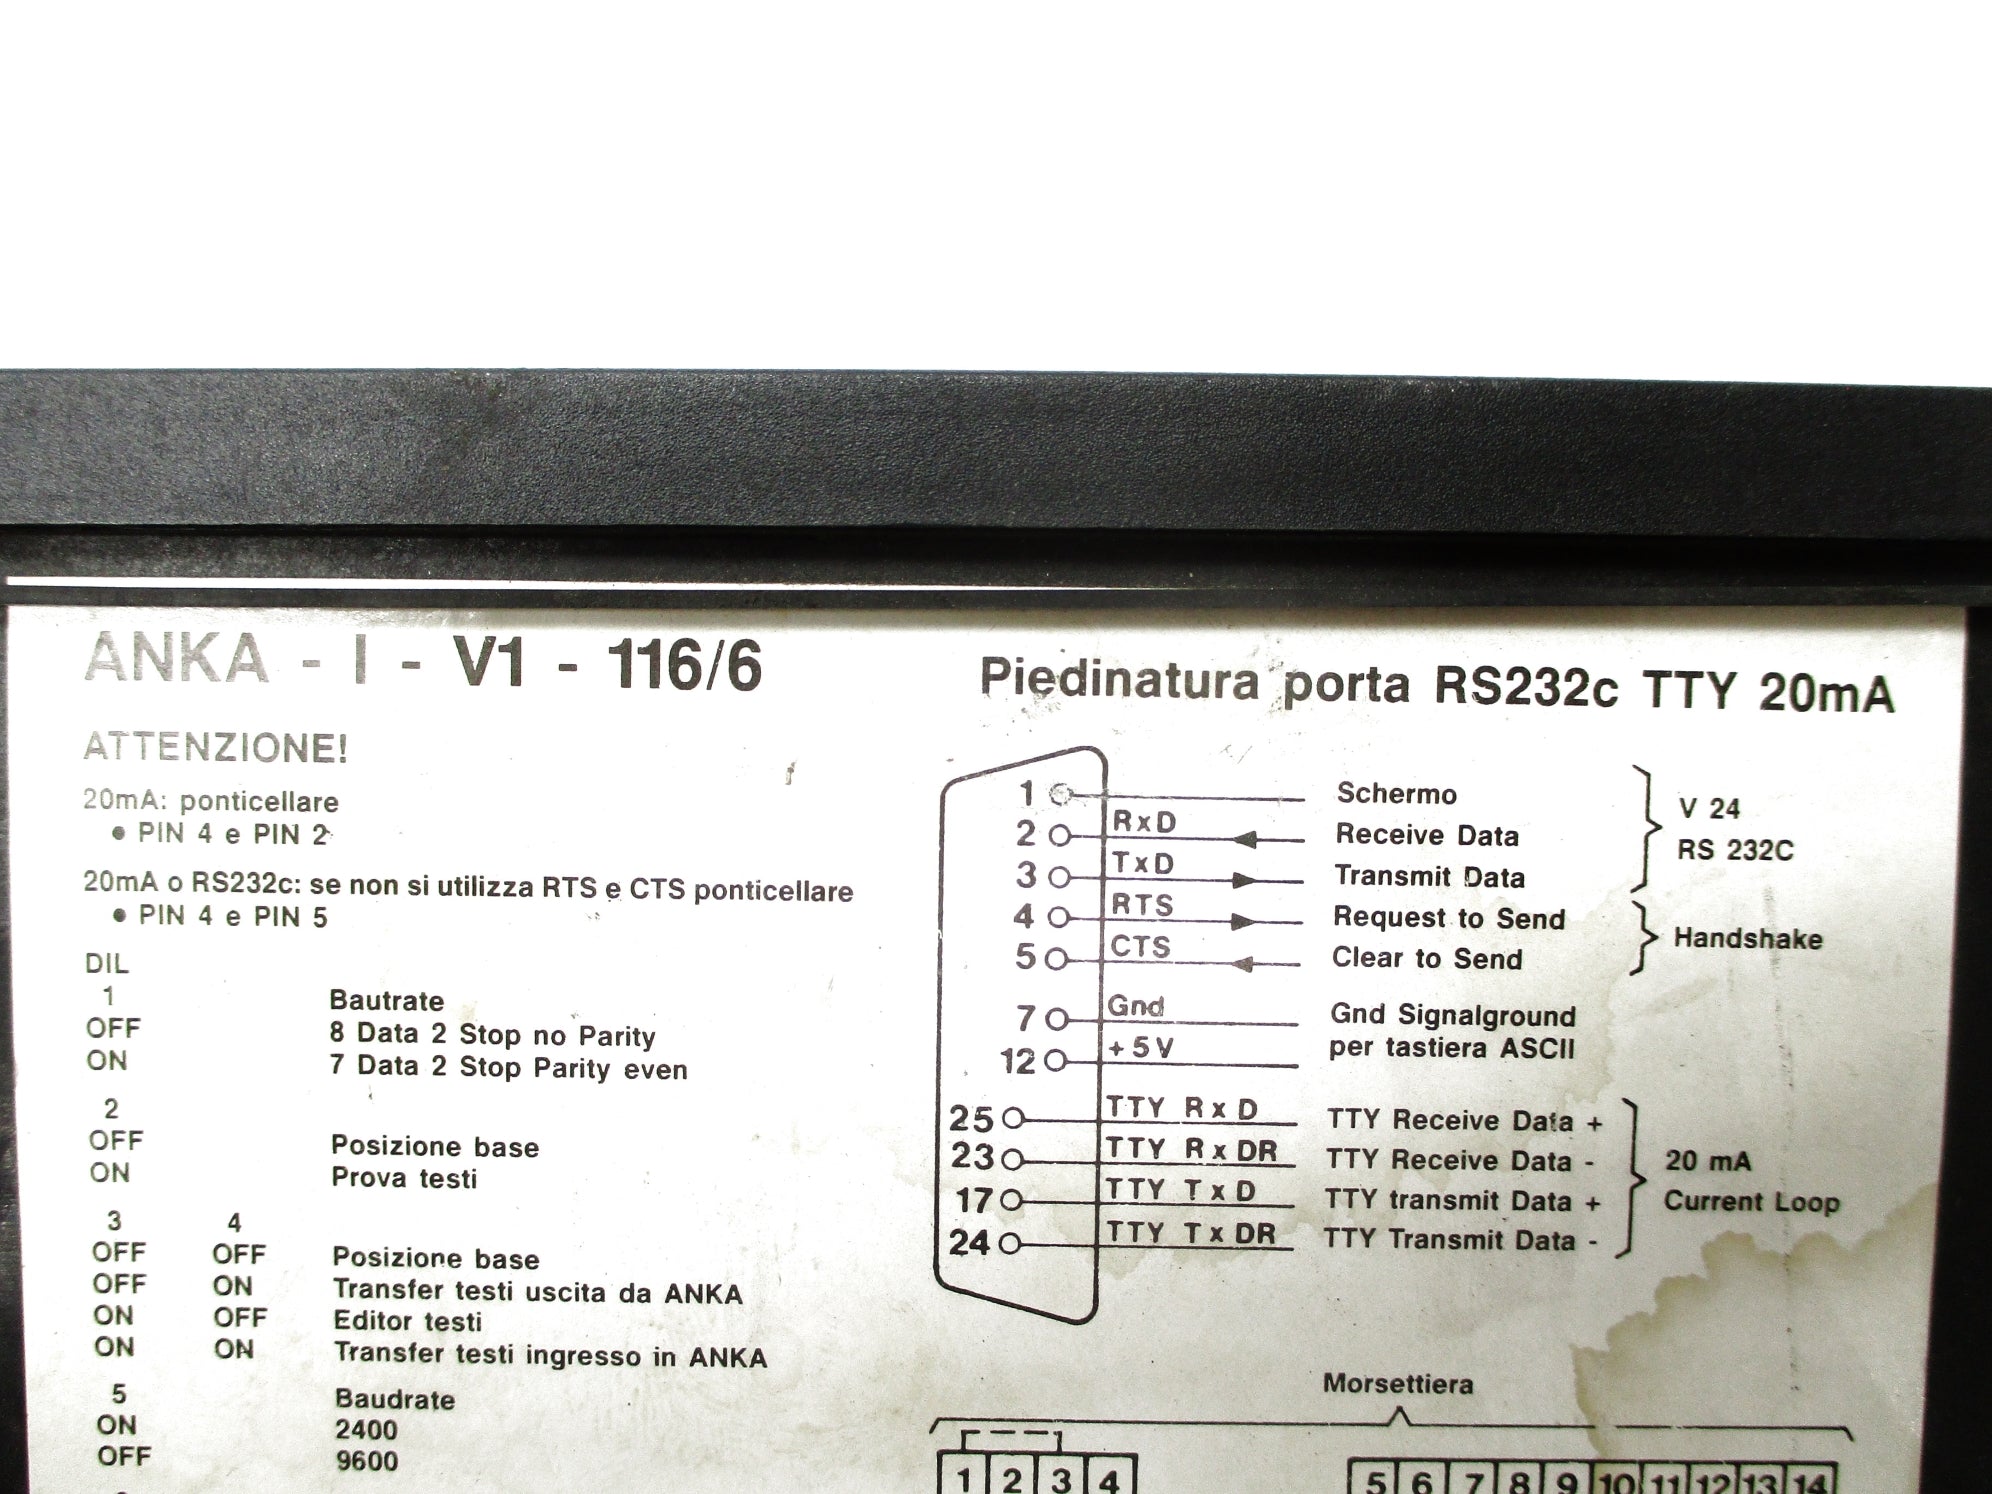 ANKA - I - V1 - 116/6
ATTENZIONE!
20mA: ponticellare
• PIN 4 e PIN 2
20mA o RS232c: se non si utilizza RTS e CTS ponticellare
• PIN 4 e PIN 5
DIL
1 Bautrate
OFF 8 Data 2 Stop no Parity
ON 7 Data 2 Stop Parity even
2
OFF Posizione base
ON Prova testi
3 4
OFF OFF Posizione base
OFF ON Transfer testi uscita da ANKA
ON OFF Editor testi
ON ON Transfer testi ingresso in ANKA
5 Baudrate
ON 2400
OFF 9600
Piedinatura porta RS232c TTY 20mA
1 Schermo
2 RxD Receive Data
3 TxD Transmit Data
V 24
RS 232C
4 RTS Request to Send
5 CTS Clear to Send
Handshake
7 Gnd Gnd Signalground
12 +5V per tastiera ASCII
25 TTY RxD TTY Receive Data +
23 TTY RxDR TTY Receive Data -
17 TTY TxD TTY transmit Data +
24 TTY TxDR TTY Transmit Data -
20 mA
Current Loop
Morsettiera
1 2 3 4 5 6 7 8 9 10 11 12 13 14